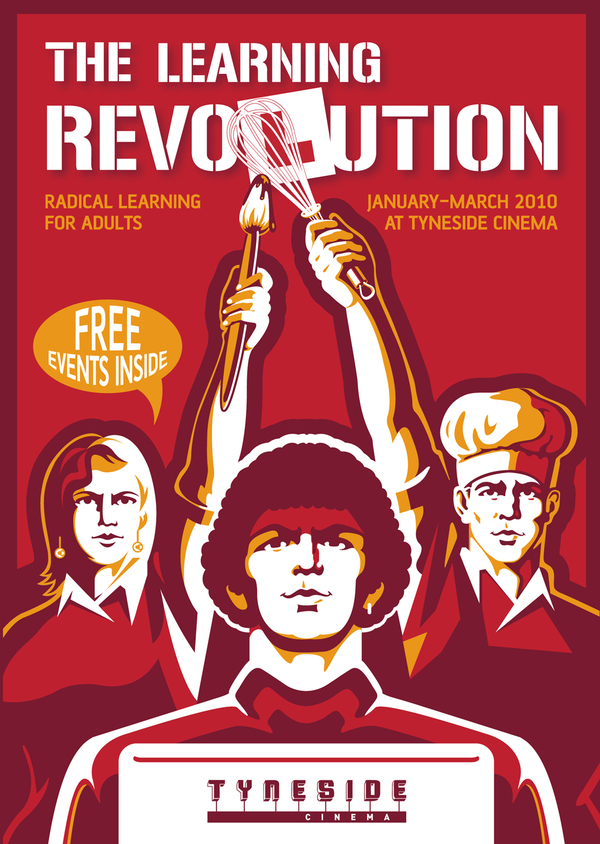 THE LEARNING
REVOLUTION
RADICAL LEARNING
FOR ADULTS
JANUARY–MARCH 2010
AT TYNESIDE CINEMA
FREE
EVENTS INSIDE
TYNESIDE
CINEMA